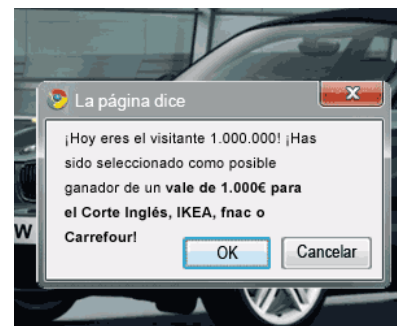 La página dice
X
¡Hoy eres el visitante 1.000.000! ¡Has
sido seleccionado como posible
ganador de un vale de 1.000€ para
el Corte Inglés, IKEA, fnac o
Carrefour!
OK
Cancelar
W